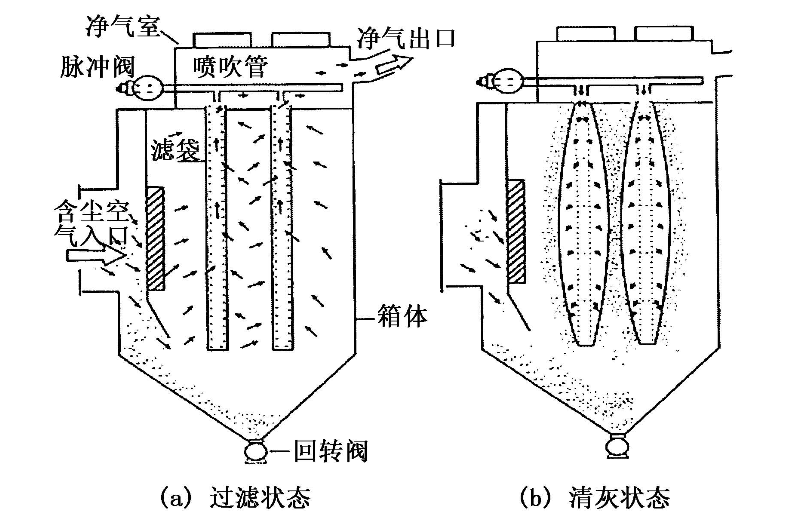 净气室
净气出口
脉冲阀
喷吹管
滤袋
含尘空
气入口
箱体
回转阀
(a) 过滤状态
(b) 清灰状态